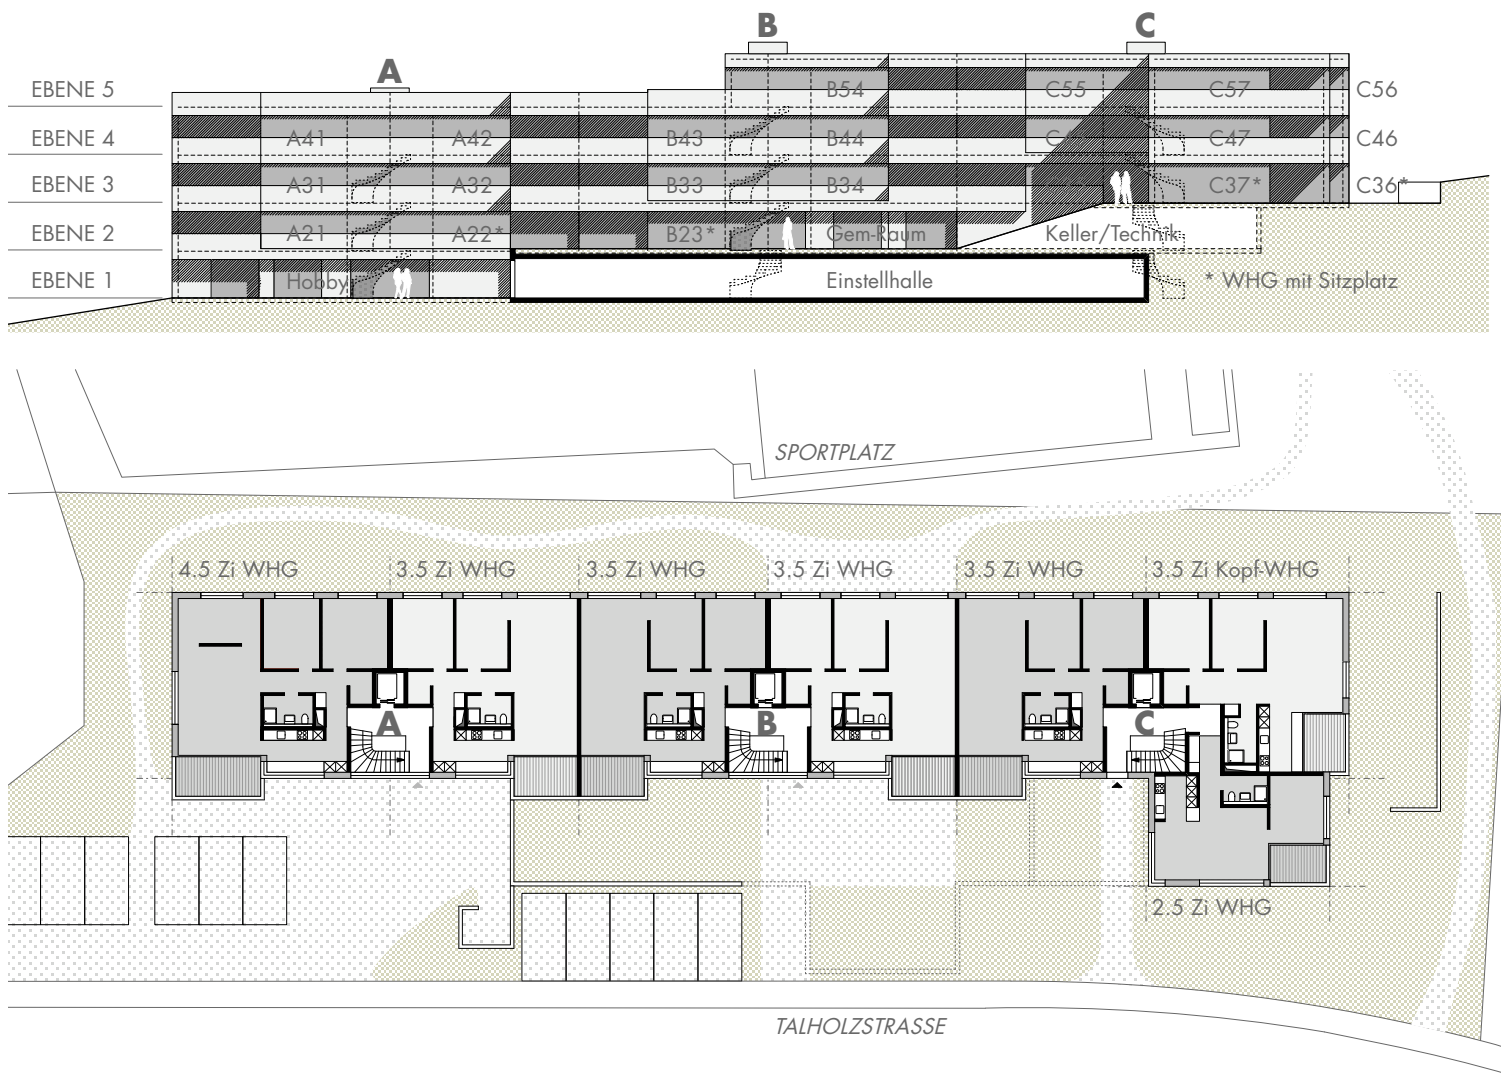 A
B
C
EBENE 5
B54
C55
C57
C56
EBENE 4
A41
A42
B43
B44
C47
C46
EBENE 3
A31
A32
B33
B34
C37*
C36*
EBENE 2
A21
A22*
B23*
Gem-Raum
Keller/Technik
EBENE 1
Hobby
Einstellhalle
* WHG mit Sitzplatz
SPORTPLATZ
4.5 Zi WHG
3.5 Zi WHG
3.5 Zi WHG
3.5 Zi WHG
3.5 Zi WHG
3.5 Zi Kopf-WHG
A
B
C
2.5 Zi WHG
TALHOLZSTRASSE